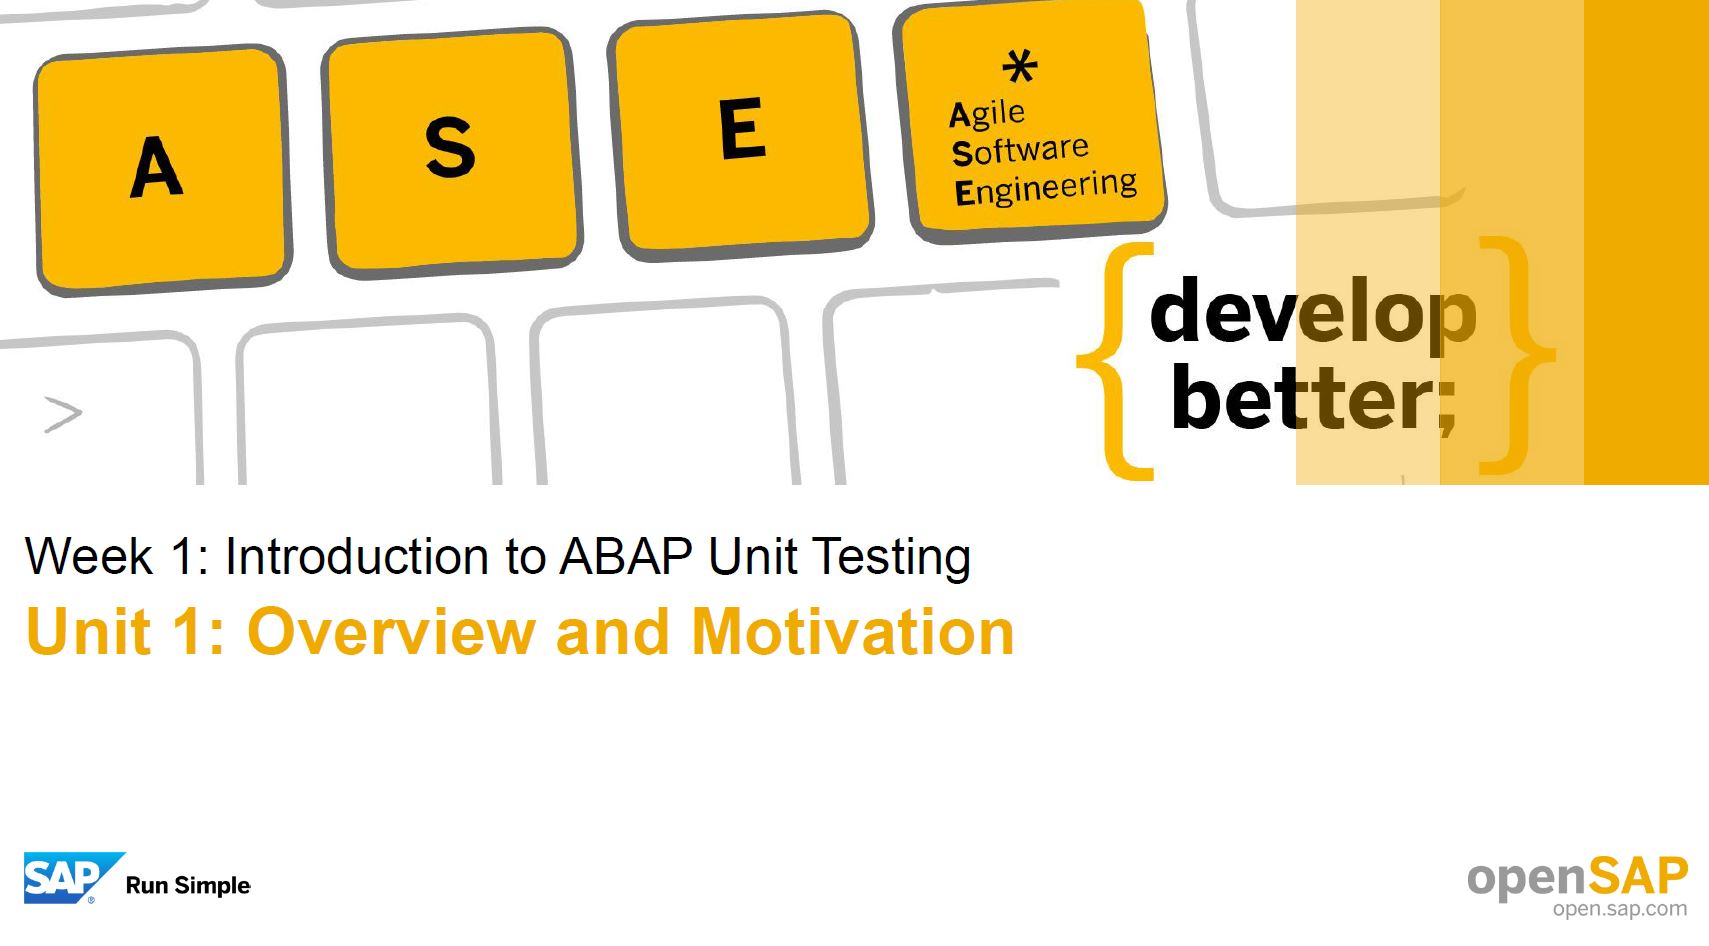 A
S
E
*
Agile
Software
Engineering
{develop
better;}
>
Week 1: Introduction to ABAP Unit Testing
Unit 1: Overview and Motivation
SAP®
Run Simple
openSAP
open.sap.com